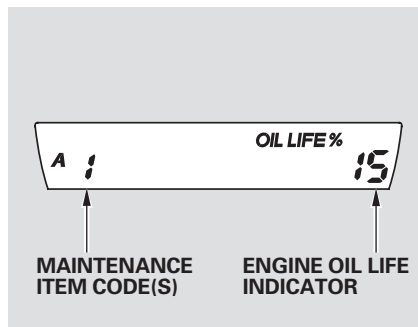 OIL LIFE %
A 1 15
MAINTENANCE ITEM CODE(S)
ENGINE OIL LIFE INDICATOR